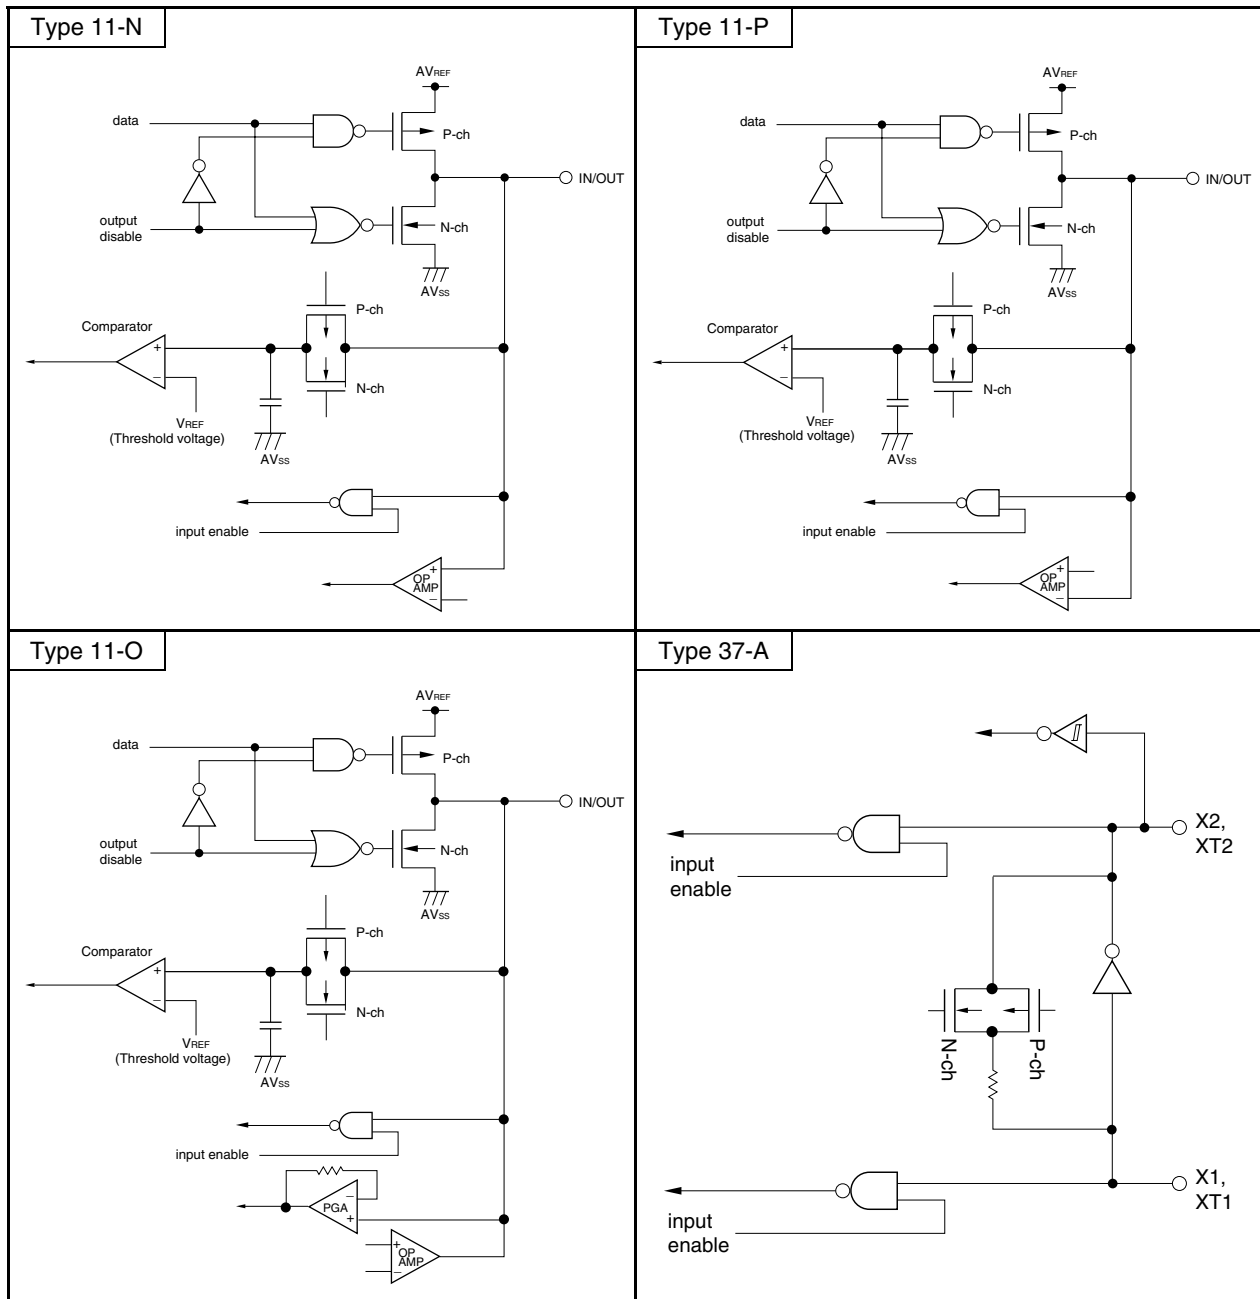 Type 11-N
AVREF
data
P-ch
IN/OUT
output
disable
N-ch
AVSS
P-ch
Comparator
+
−
N-ch
VREF
(Threshold voltage)
AVSS
input enable
+
OP
AMP
−
Type 11-P
AVREF
data
P-ch
IN/OUT
output
disable
N-ch
AVSS
P-ch
Comparator
+
−
N-ch
VREF
(Threshold voltage)
AVSS
input enable
+
OP
AMP
−
Type 11-O
AVREF
data
P-ch
IN/OUT
output
disable
N-ch
AVSS
P-ch
Comparator
+
−
N-ch
VREF
(Threshold voltage)
AVSS
input enable
−
PGA
+
+
OP
AMP
−
Type 37-A
X2,
XT2
input
enable
N-ch
P-ch
X1,
XT1
input
enable